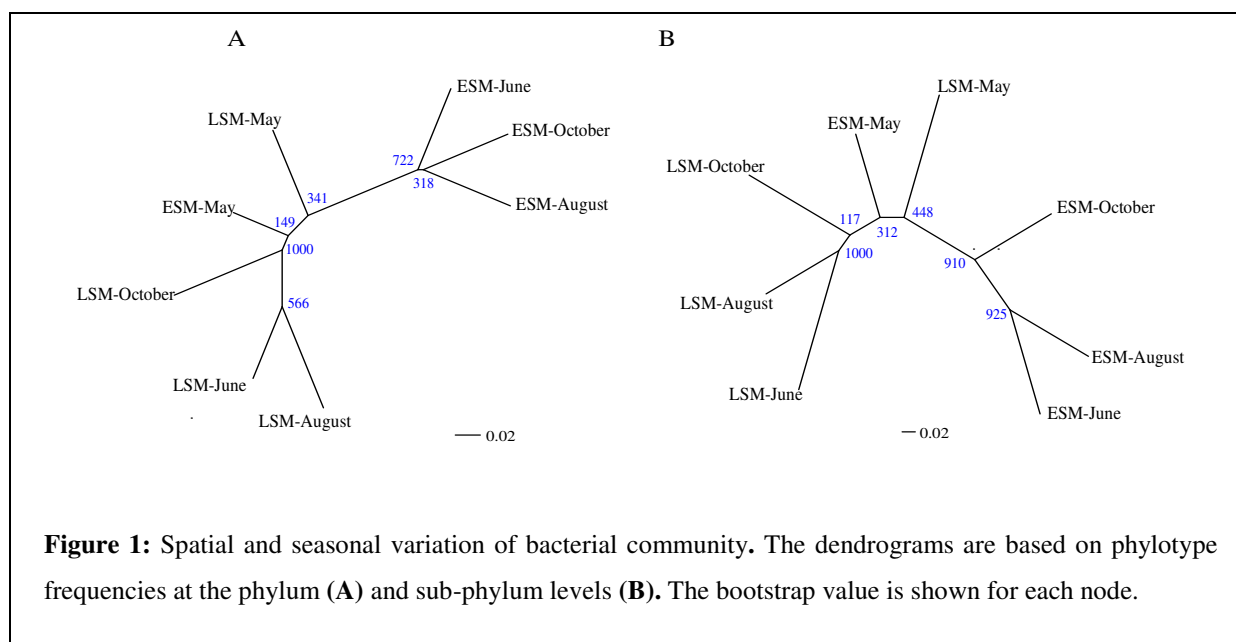 A
B
ESM-June
LSM-May
ESM-October
722
318
341
ESM-August
ESM-May
149
1000
LSM-October
566
LSM-June
LSM-August
0.02
LSM-May
ESM-May
LSM-October
448
ESM-October
117
312
1000
910
LSM-August
925
ESM-August
LSM-June
ESM-June
0.02
Figure 1: Spatial and seasonal variation of bacterial community. The dendrograms are based on phylotype
frequencies at the phylum (A) and sub-phylum levels (B). The bootstrap value is shown for each node.